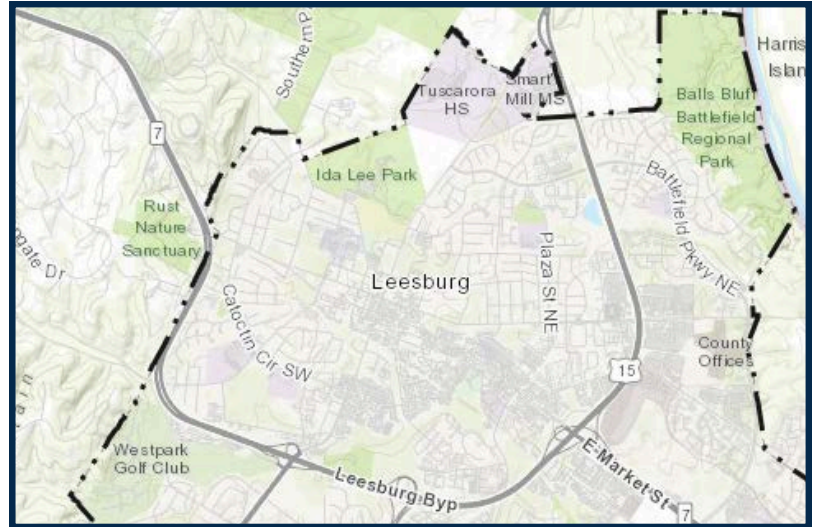 Southern P
Harris
Islan
Tuscarora
HS
Smart'
Mill MS
Balls Bluff
Battlefield
Regional
Park
7
Ida Lee Park
Battlefield Pkwy NE
Rust
Nature
Sanctuary
gate Dr
Plaza St NE
Leesburg
Catoctin Cir SW
County
Offices
15
tain
Westpark
Golf Club
Leesburg Byp
E Market St
7